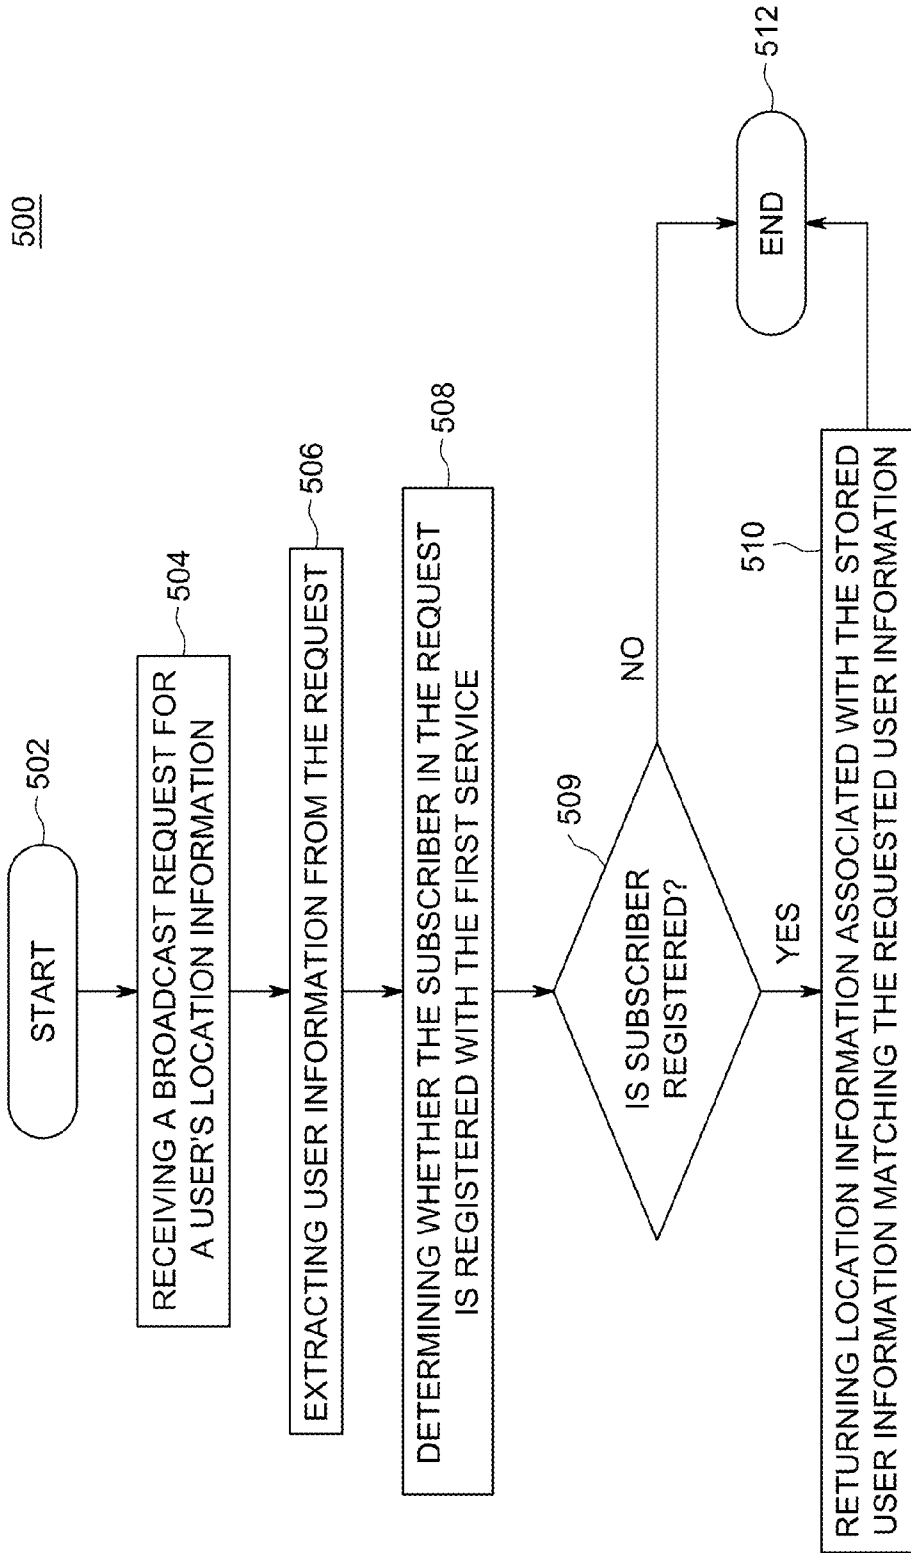 500
START
502
RECEIVING A BROADCAST REQUEST FOR
A USER'S LOCATION INFORMATION
504
EXTRACTING USER INFORMATION FROM THE REQUEST
506
DETERMINING WHETHER THE SUBSCRIBER IN THE REQUEST
IS REGISTERED WITH THE FIRST SERVICE
508
IS SUBSCRIBER
REGISTERED?
509
NO
YES
RETURNING LOCATION INFORMATION ASSOCIATED WITH THE STORED
USER INFORMATION MATCHING THE REQUESTED USER INFORMATION
510
END
512